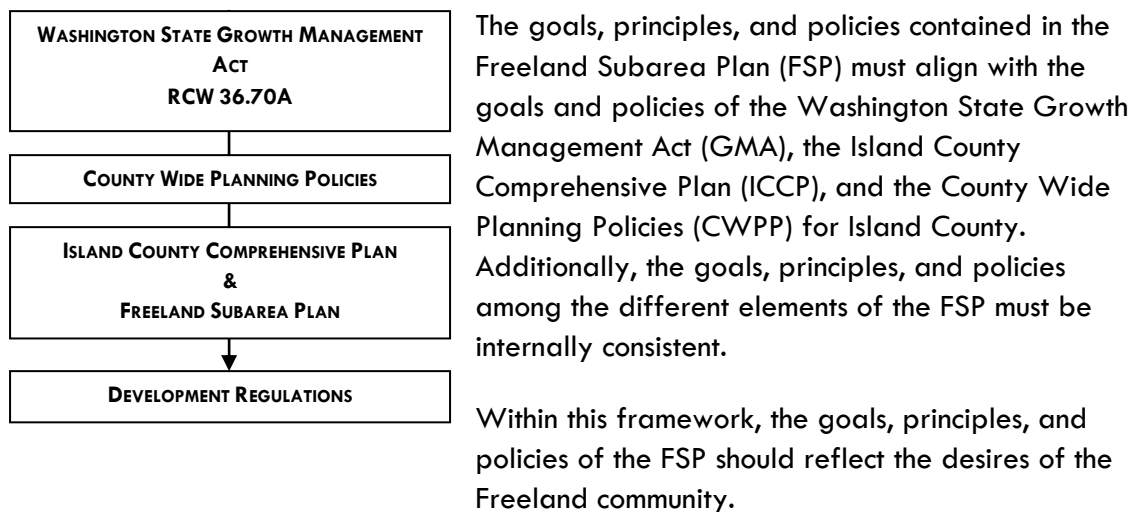 WASHINGTON STATE GROWTH MANAGEMENT
ACT
RCW 36.70A
COUNTY WIDE PLANNING POLICIES
ISLAND COUNTY COMPREHENSIVE PLAN
&
FREELAND SUBAREA PLAN
DEVELOPMENT REGULATIONS
The goals, principles, and policies contained in the
Freeland Subarea Plan (FSP) must align with the
goals and policies of the Washington State Growth
Management Act (GMA), the Island County
Comprehensive Plan (ICCP), and the County Wide
Planning Policies (CWPP) for Island County.
Additionally, the goals, principles, and policies
among the different elements of the FSP must be
internally consistent.
Within this framework, the goals, principles, and
policies of the FSP should reflect the desires of the
Freeland community.